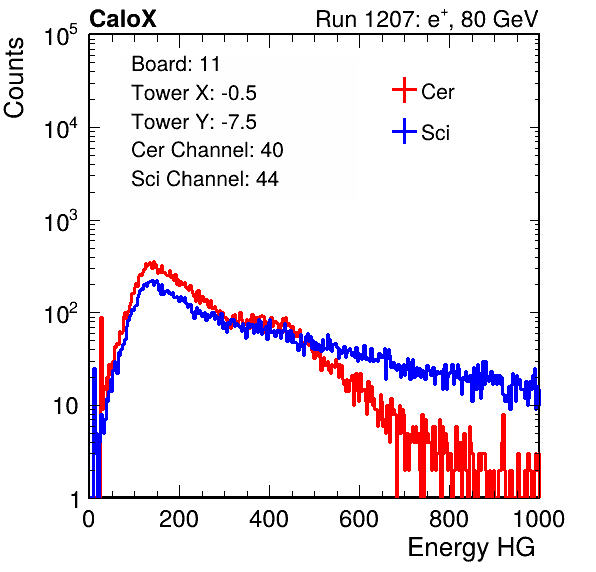 CaloX Run 1207: e⁺, 80 GeV
Counts
Board: 11
Tower X: -0.5
Tower Y: -7.5
Cer Channel: 40
Sci Channel: 44
Cer
Sci
10⁵
10⁴
10³
10²
10
1
0 200 400 600 800 1000
Energy HG